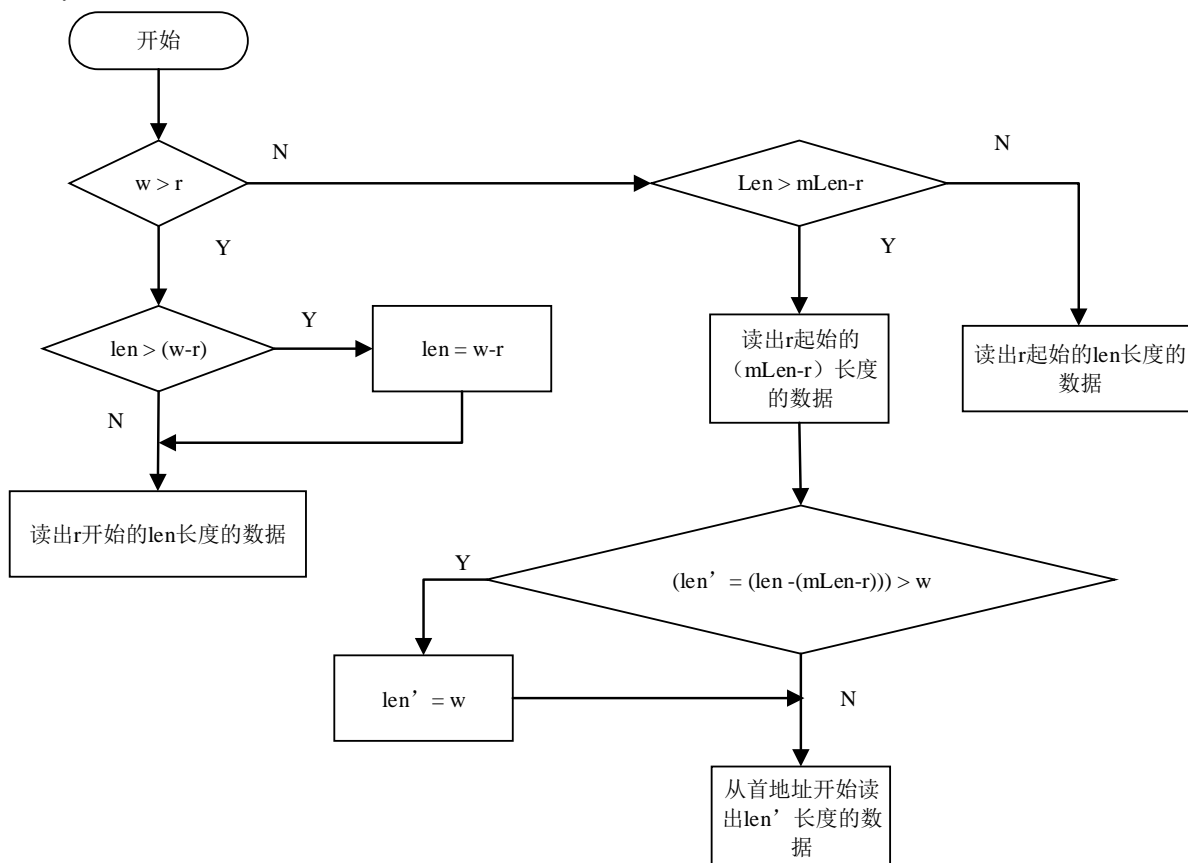 开始
N
N
w > r
Len > mLen-r
Y
Y
Y
len > (w-r)
len = w-r
读出r起始的
（mLen-r）长度
的数据
读出r起始的len长度的
数据
N
读出r开始的len长度的数据
Y
(len’ = (len -(mLen-r))) > w
len’ = w
N
从首地址开始读
出len’ 长度的数
据